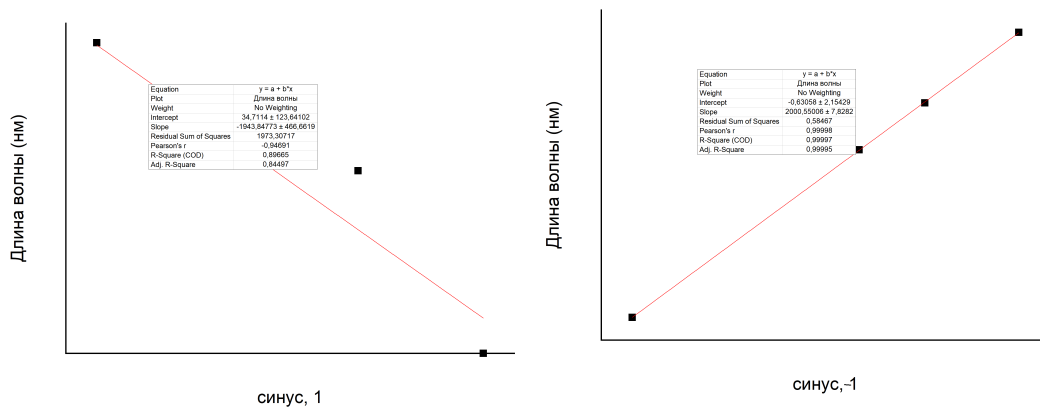 Длина волны (нм)
Equation y = a + b*x
Plot Длина волны
Weight No Weighting
Intercept 34,7114 ± 123,64102
Slope -1943,84773 ± 466,6619
Residual Sum of Squares 1973,30717
Pearson's r -0,94691
R-Square (COD) 0,89665
Adj. R-Square 0,84497
синус, 1
Длина волны (нм)
Equation y = a + b*x
Plot Длина волны
Weight No Weighting
Intercept -0,63058 ± 2,15429
Slope 2000,55006 ± 7,8282
Residual Sum of Squares 0,58467
Pearson's r 0,99998
R-Square (COD) 0,99997
Adj. R-Square 0,99995
синус,-1